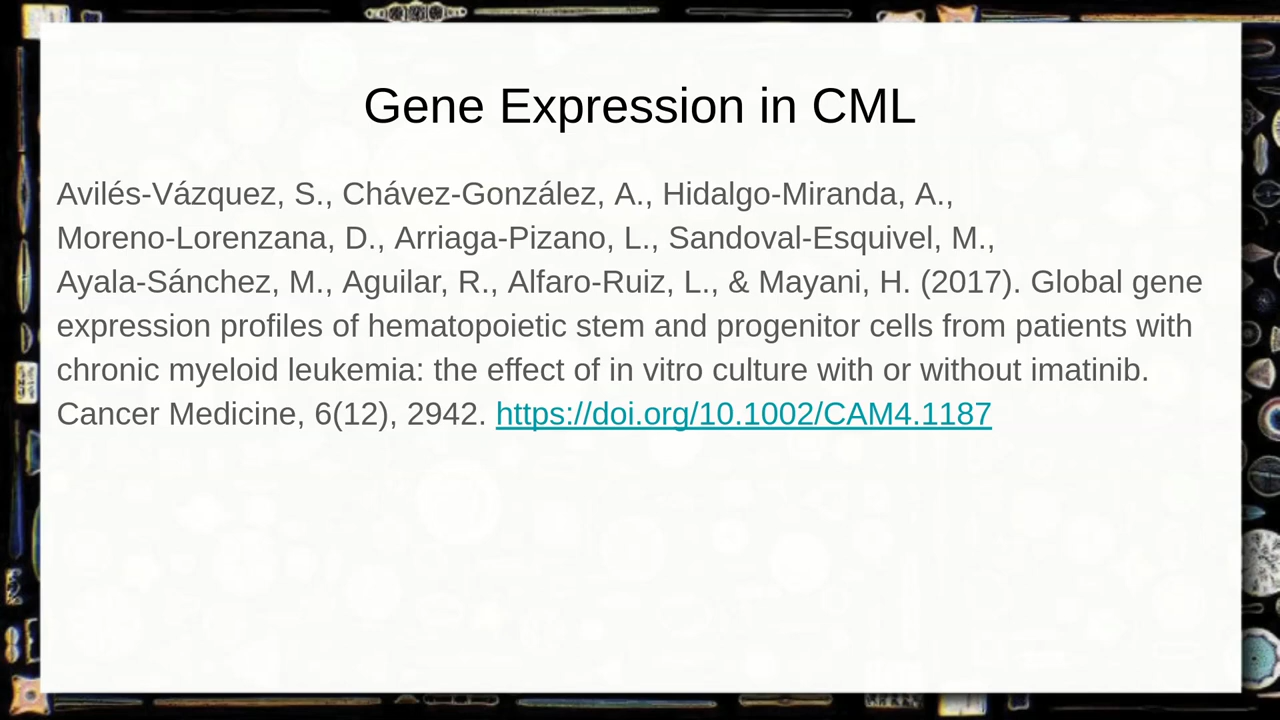 Gene Expression in CML
Avilés-Vázquez, S., Chávez-González, A., Hidalgo-Miranda, A.,
Moreno-Lorenzana, D., Arriaga-Pizano, L., Sandoval-Esquivel, M.,
Ayala-Sánchez, M., Aguilar, R., Alfaro-Ruiz, L., & Mayani, H. (2017). Global gene
expression profiles of hematopoietic stem and progenitor cells from patients with
chronic myeloid leukemia: the effect of in vitro culture with or without imatinib.
Cancer Medicine, 6(12), 2942. https://doi.org/10.1002/CAM4.1187